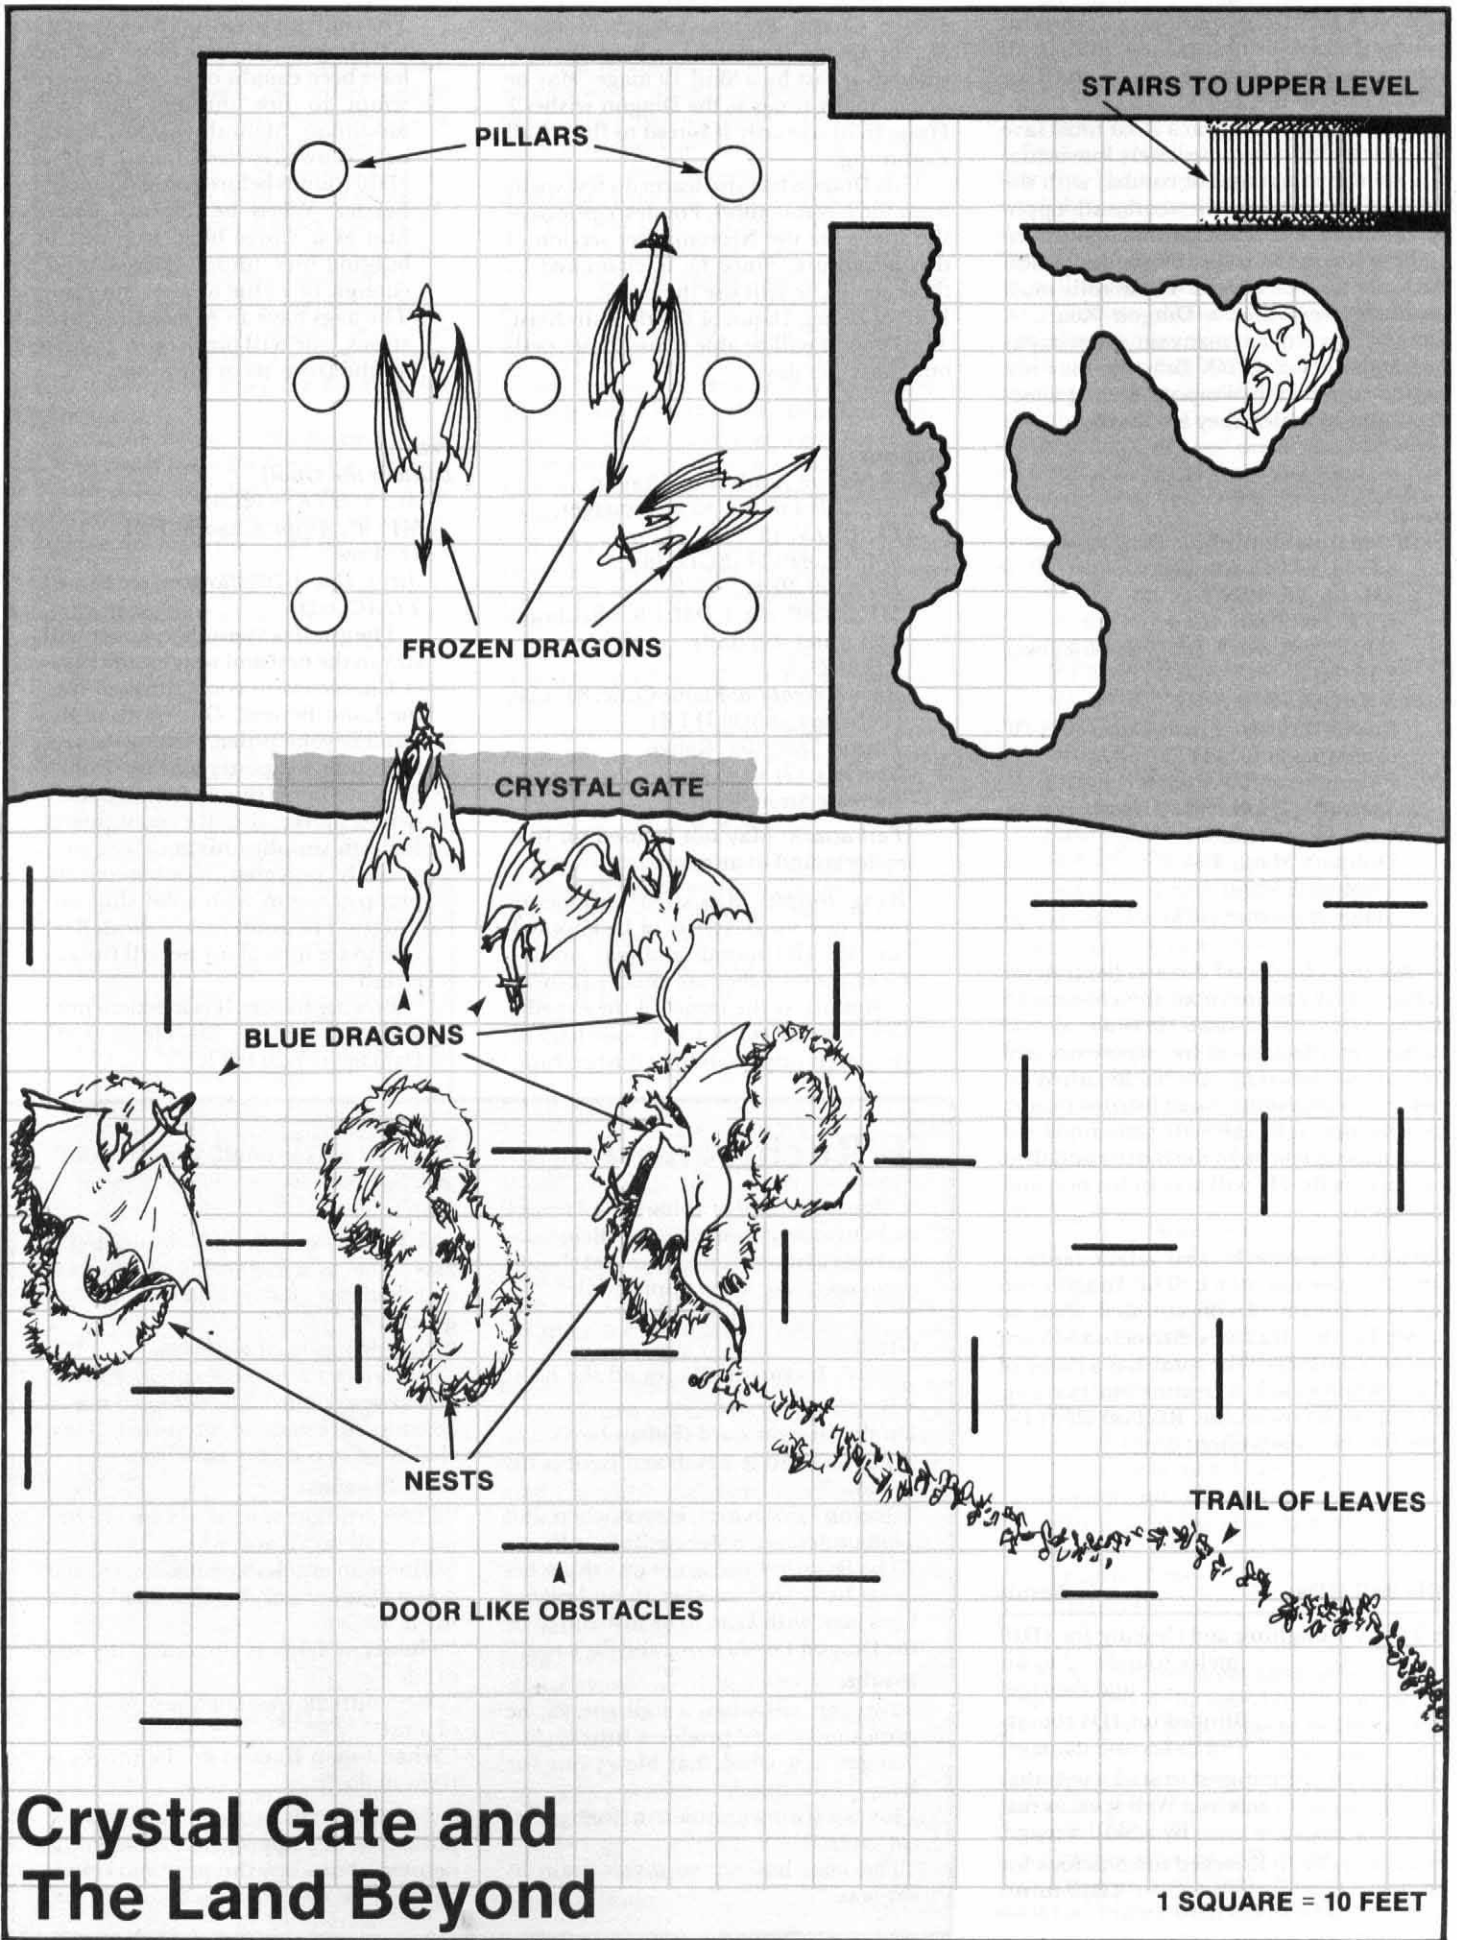 STAIRS TO UPPER LEVEL
PILLARS
FROZEN DRAGONS
CRYSTAL GATE
BLUE DRAGONS
NESTS
TRAIL OF LEAVES
DOOR LIKE OBSTACLES
Crystal Gate and
The Land Beyond
1 SQUARE = 10 FEET